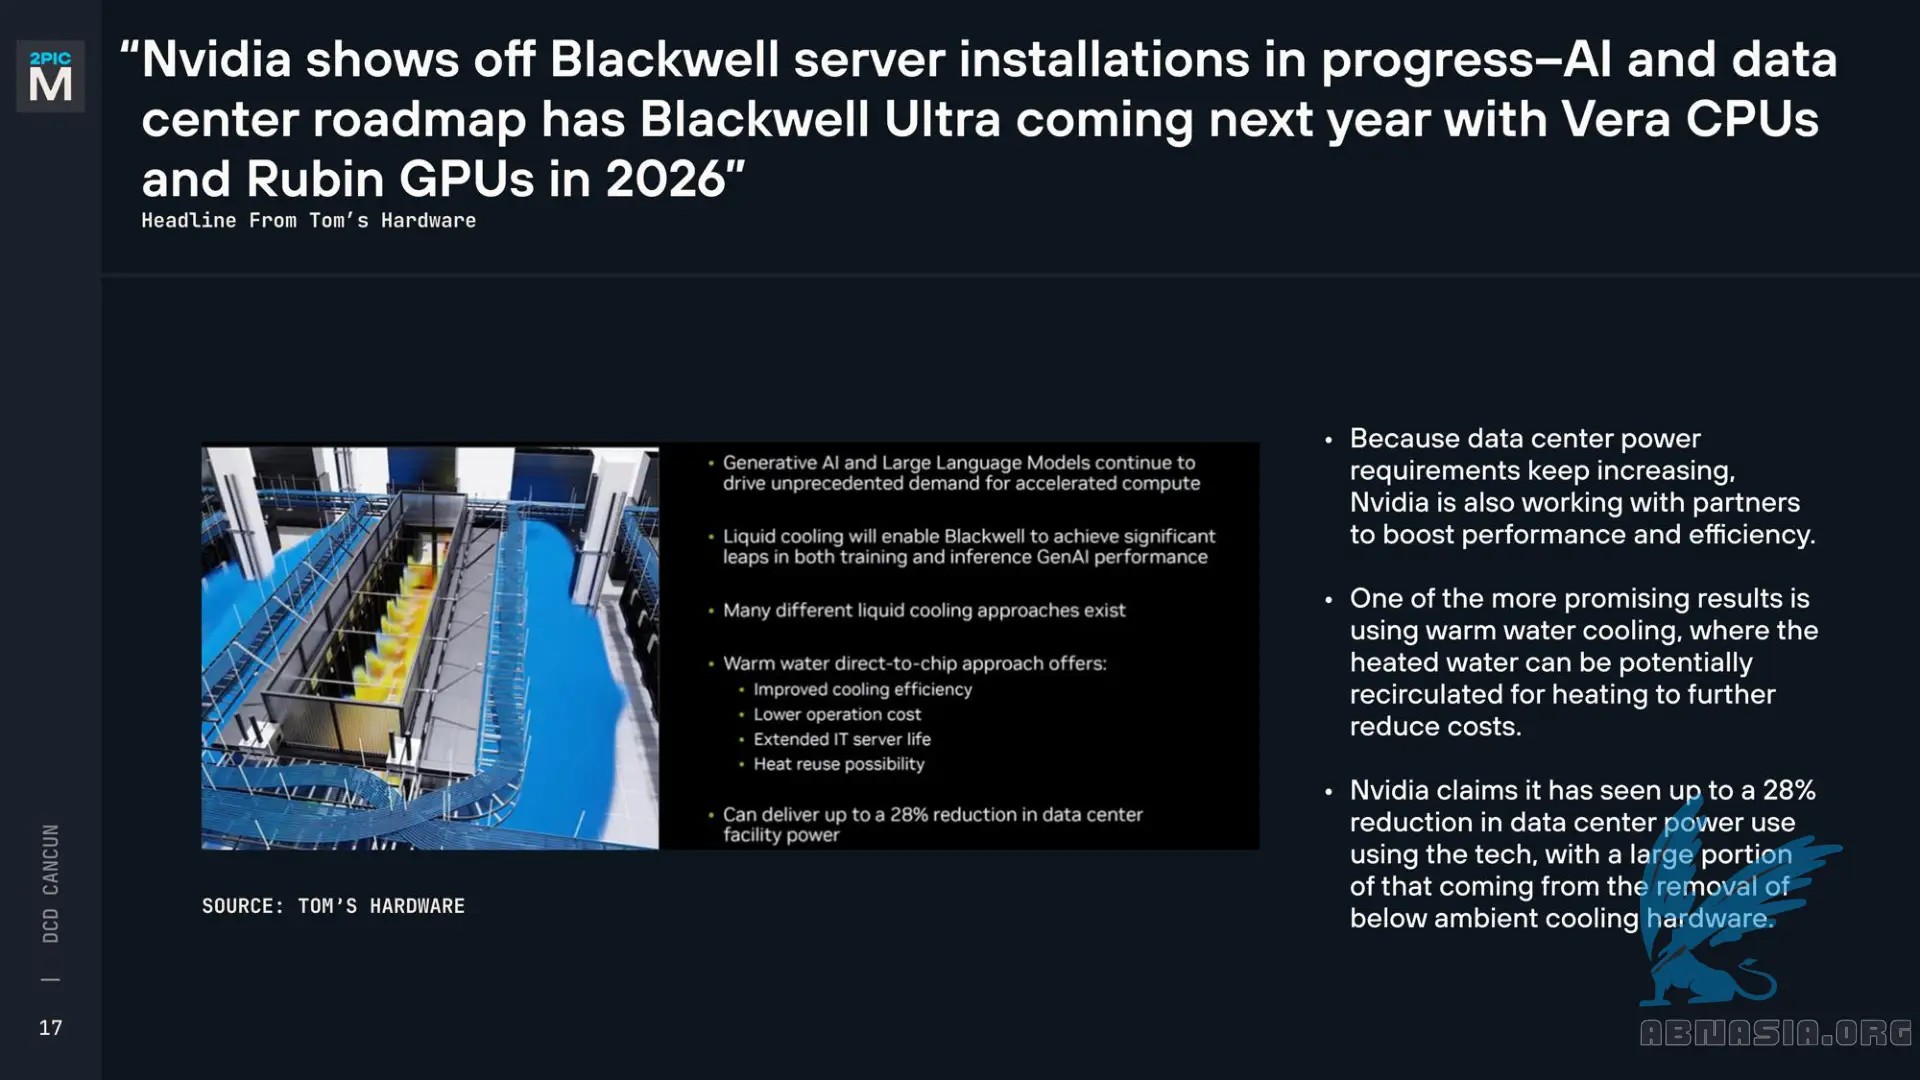 2PIC
M
“Nvidia shows off Blackwell server installations in progress–AI and data
center roadmap has Blackwell Ultra coming next year with Vera CPUs
and Rubin GPUs in 2026”
Headline From Tom’s Hardware
• Generative AI and Large Language Models continue to
drive unprecedented demand for accelerated compute
• Liquid cooling will enable Blackwell to achieve significant
leaps in both training and inference GenAI performance
• Many different liquid cooling approaches exist
• Warm water direct-to-chip approach offers:
• Improved cooling efficiency
• Lower operation cost
• Extended IT server life
• Heat reuse possibility
• Can deliver up to a 28% reduction in data center
facility power
SOURCE: TOM’S HARDWARE
• Because data center power
requirements keep increasing,
Nvidia is also working with partners
to boost performance and efficiency.
• One of the more promising results is
using warm water cooling, where the
heated water can be potentially
recirculated for heating to further
reduce costs.
• Nvidia claims it has seen up to a 28%
reduction in data center power use
using the tech, with a large portion
of that coming from the removal of
below ambient cooling hardware.
DCD CANCUN
|
17
ABNASIA.ORG